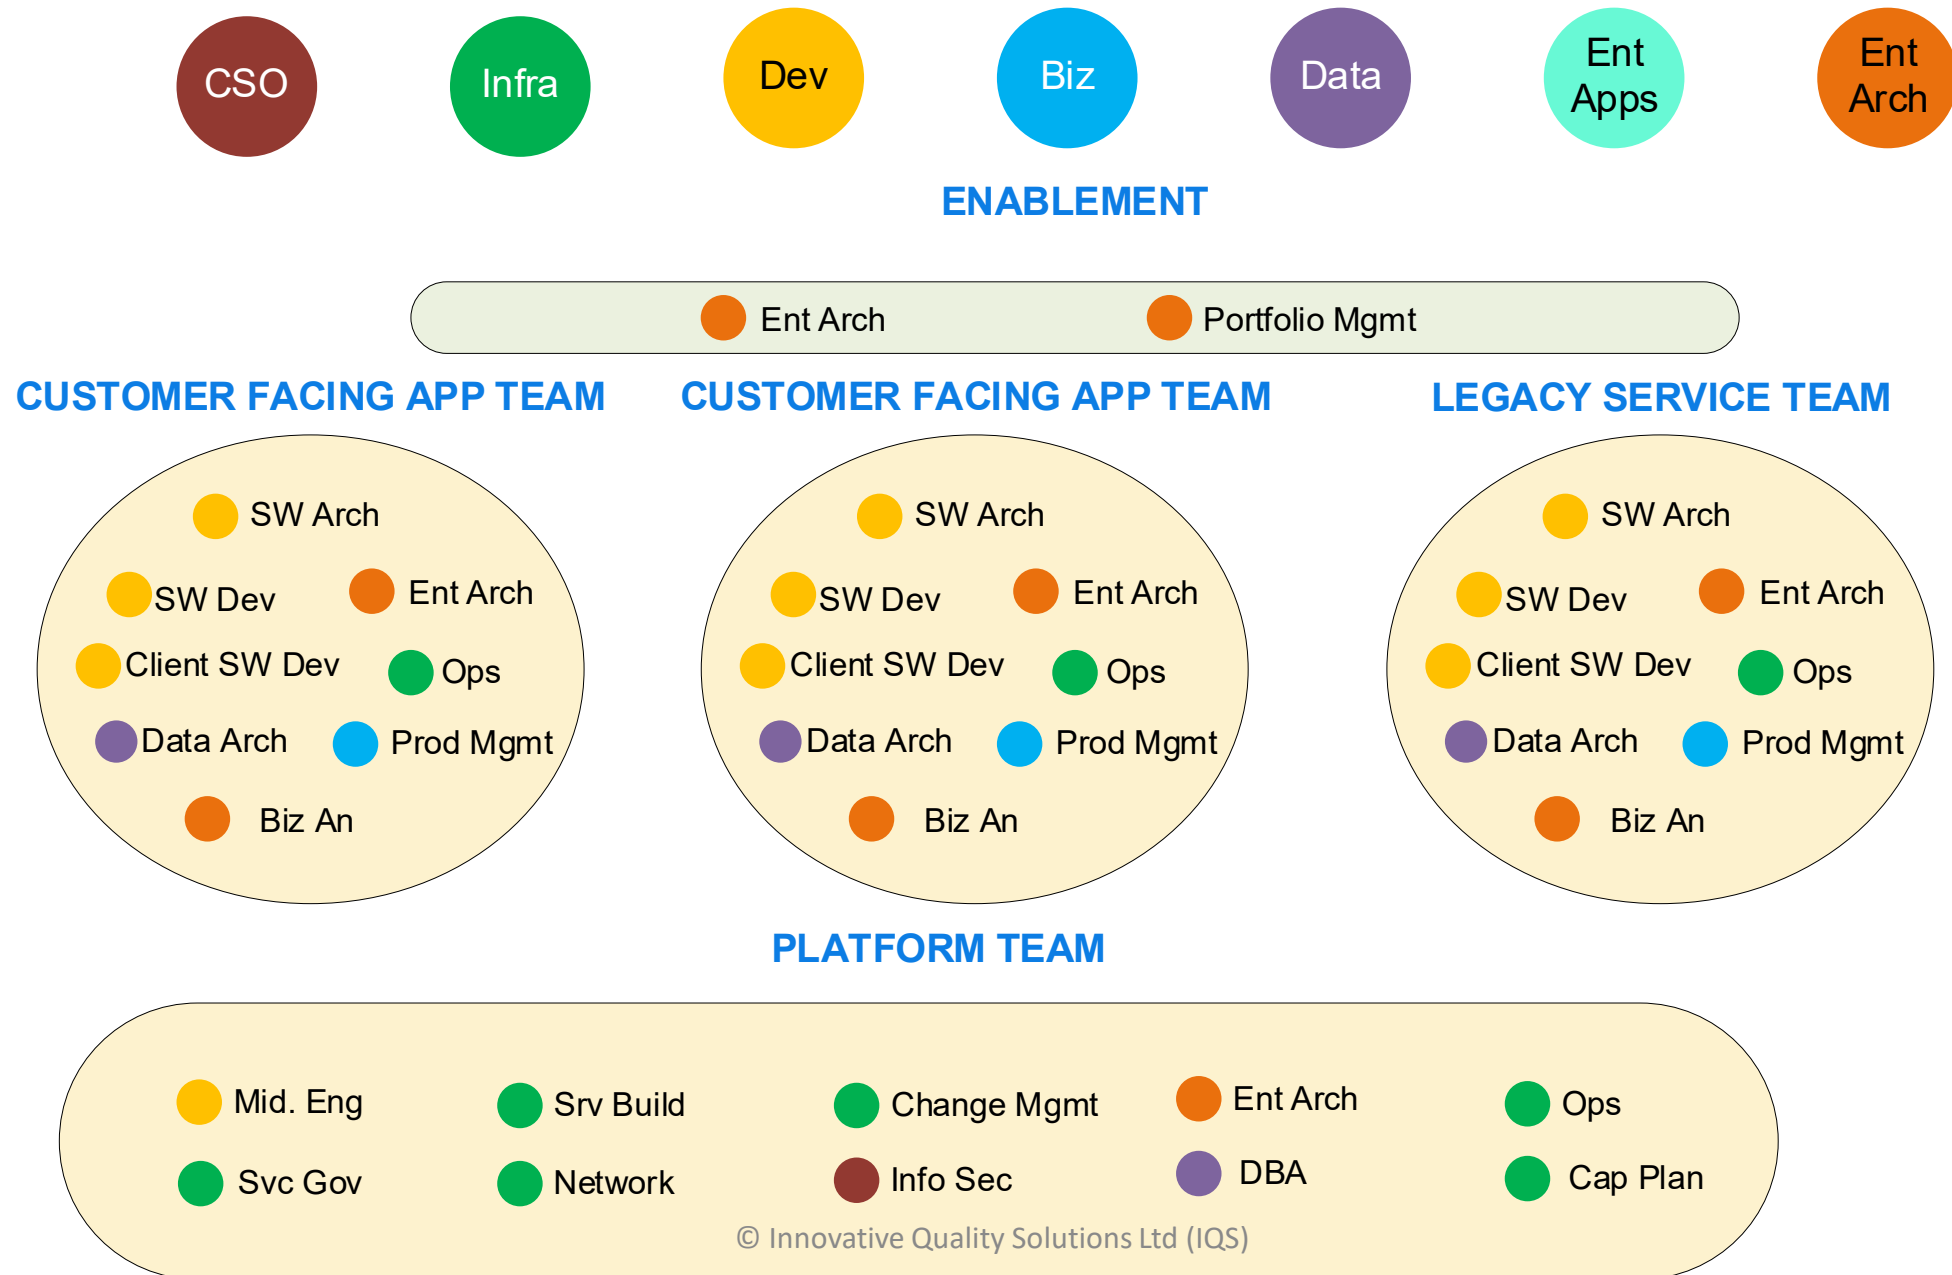 CSO
Infra
Dev
Biz
Data
Ent
Apps
Ent
Arch
ENABLEMENT
Ent Arch
Portfolio Mgmt
CUSTOMER FACING APP TEAM
SW Arch
SW Dev
Ent Arch
Client SW Dev
Ops
Data Arch
Prod Mgmt
Biz An
CUSTOMER FACING APP TEAM
SW Arch
SW Dev
Ent Arch
Client SW Dev
Ops
Data Arch
Prod Mgmt
Biz An
LEGACY SERVICE TEAM
SW Arch
SW Dev
Ent Arch
Client SW Dev
Ops
Data Arch
Prod Mgmt
Biz An
PLATFORM TEAM
Mid. Eng
Srv Build
Change Mgmt
Ent Arch
Ops
Svc Gov
Network
Info Sec
DBA
Cap Plan
© Innovative Quality Solutions Ltd (IQS)